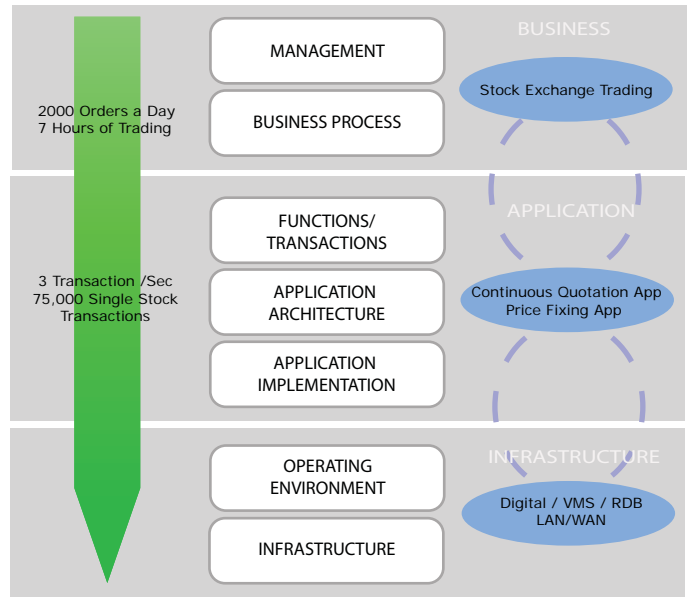 BUSINESS
MANAGEMENT
Stock Exchange Trading
2000 Orders a Day
7 Hours of Trading
BUSINESS PROCESS
APPLICATION
FUNCTIONS/
TRANSACTIONS
3 Transaction /Sec
75,000 Single Stock
Transactions
APPLICATION
ARCHITECTURE
Continuous Quotation App
Price Fixing App
APPLICATION
IMPLEMENTATION
INFRASTRUCTURE
OPERATING
ENVIRONMENT
Digital / VMS / RDB
LAN/WAN
INFRASTRUCTURE